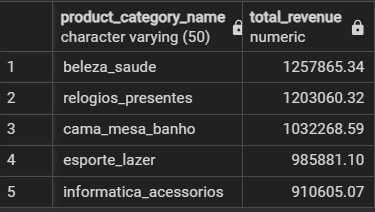 product_category_name total_revenue
character varying (50) numeric
1 beleza_saude 1257865.34
2 relogios_presentes 1203060.32
3 cama_mesa_banho 1032268.59
4 esporte_lazer 985881.10
5 informatica_acessorios 910605.07